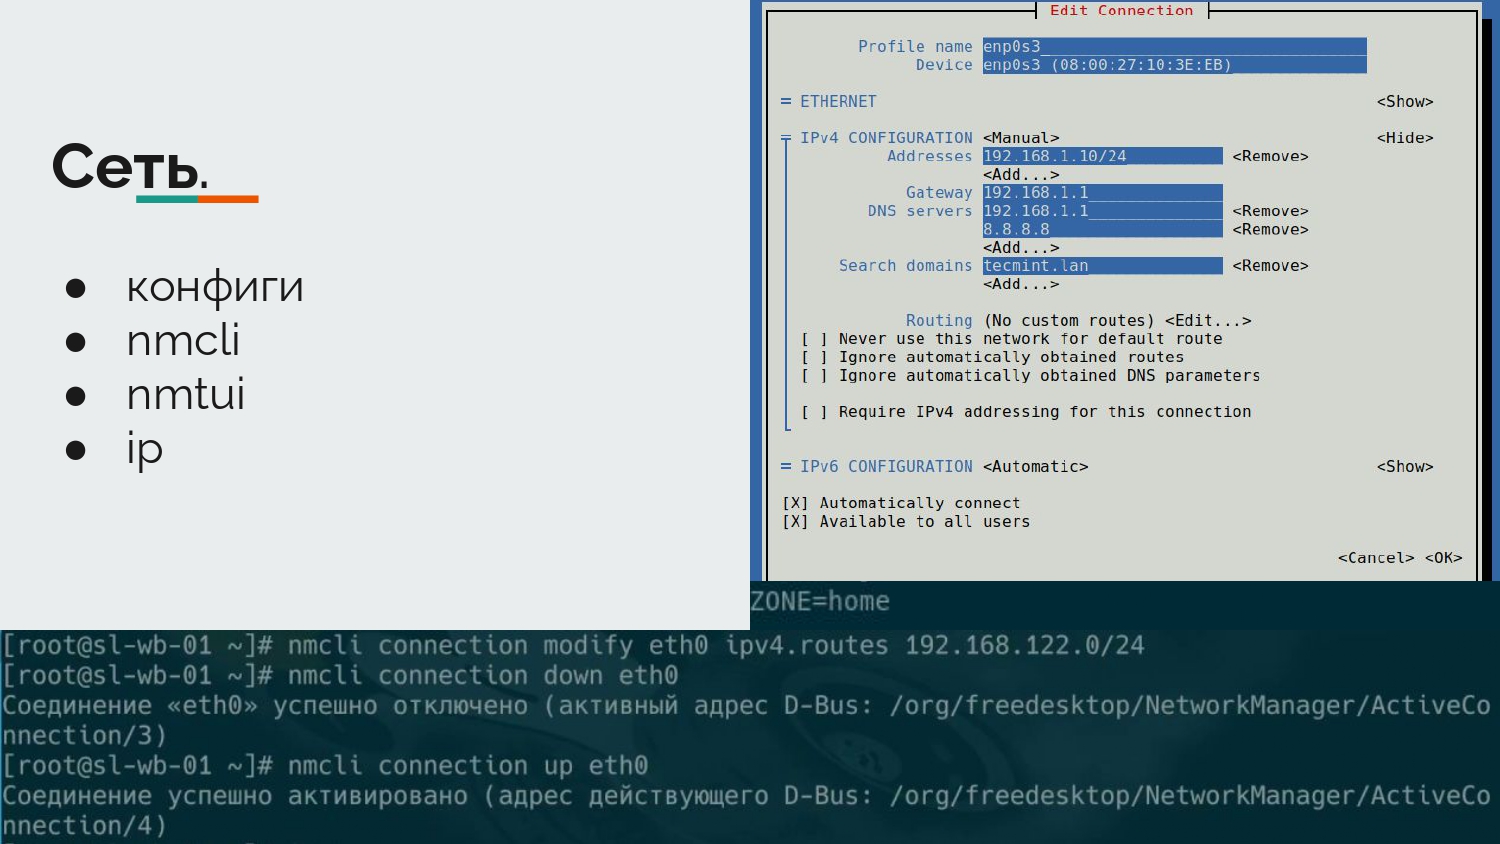 Сеть.
● конфиги
● nmcli
● nmtui
● ip
Edit Connection
Profile name enp0s3
Device enp0s3 (08:00:27:10:3E:EB)
= ETHERNET <Show>
IPv4 CONFIGURATION <Manual> <Hide>
Addresses 192.168.1.10/24 <Remove>
<Add...>
Gateway 192.168.1.1
DNS servers 192.168.1.1 <Remove>
8.8.8.8 <Remove>
<Add...>
Search domains tecmint.lan <Remove>
<Add...>
Routing (No custom routes) <Edit...>
[ ] Never use this network for default route
[ ] Ignore automatically obtained routes
[ ] Ignore automatically obtained DNS parameters
[ ] Require IPv4 addressing for this connection
= IPv6 CONFIGURATION <Automatic> <Show>
[X] Automatically connect
[X] Available to all users
<Cancel> <OK>
ZONE=home
[root@sl-wb-01 ~]# nmcli connection modify eth0 ipv4.routes 192.168.122.0/24
[root@sl-wb-01 ~]# nmcli connection down eth0
Соединение «eth0» успешно отключено (активный адрес D-Bus: /org/freedesktop/NetworkManager/ActiveCo
nnection/3)
[root@sl-wb-01 ~]# nmcli connection up eth0
Соединение успешно активировано (адрес действующего D-Bus: /org/freedesktop/NetworkManager/ActiveCo
nnection/4)